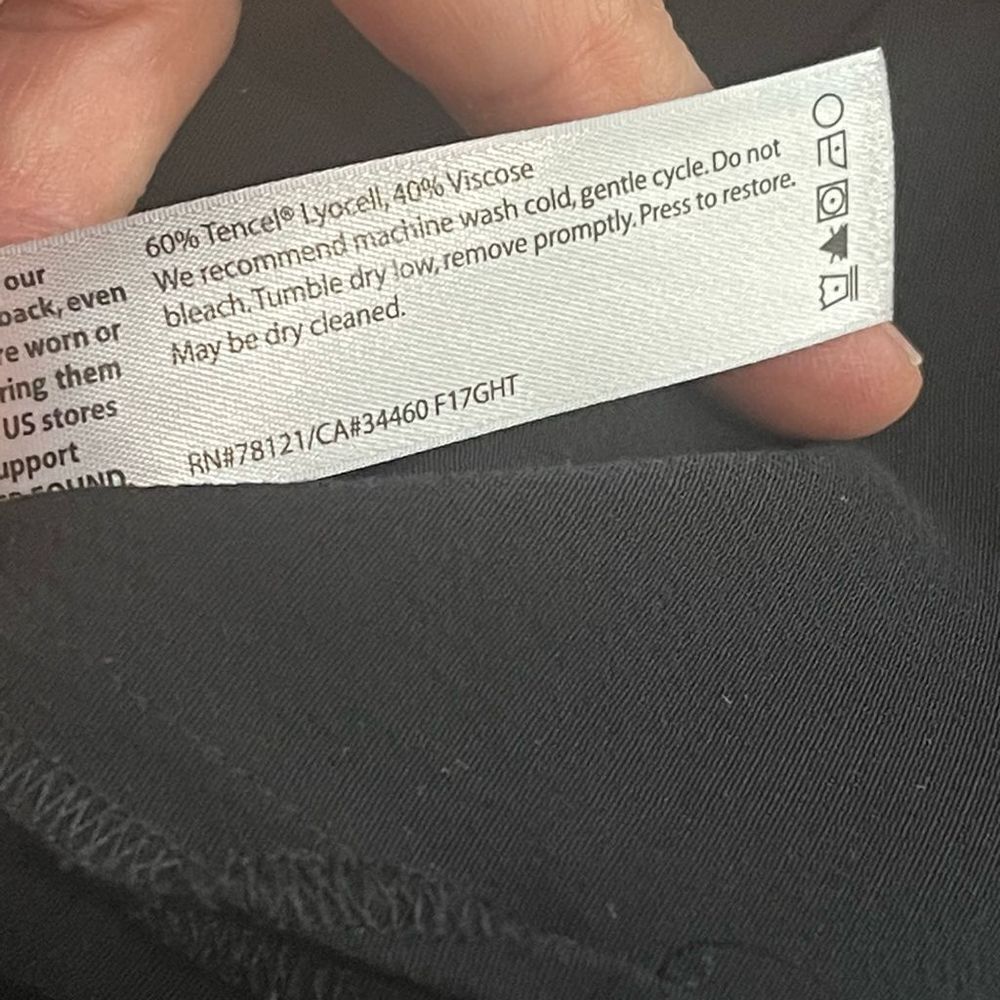 our
back, even
re worn or
ring them
US stores
upport
FOUND.
60% Tencel® Lyocell, 40% Viscose
We recommend machine wash cold, gentle cycle. Do not
bleach. Tumble dry low, remove promptly. Press to restore.
May be dry cleaned.
RN#78121/CA#34460 F17GHT